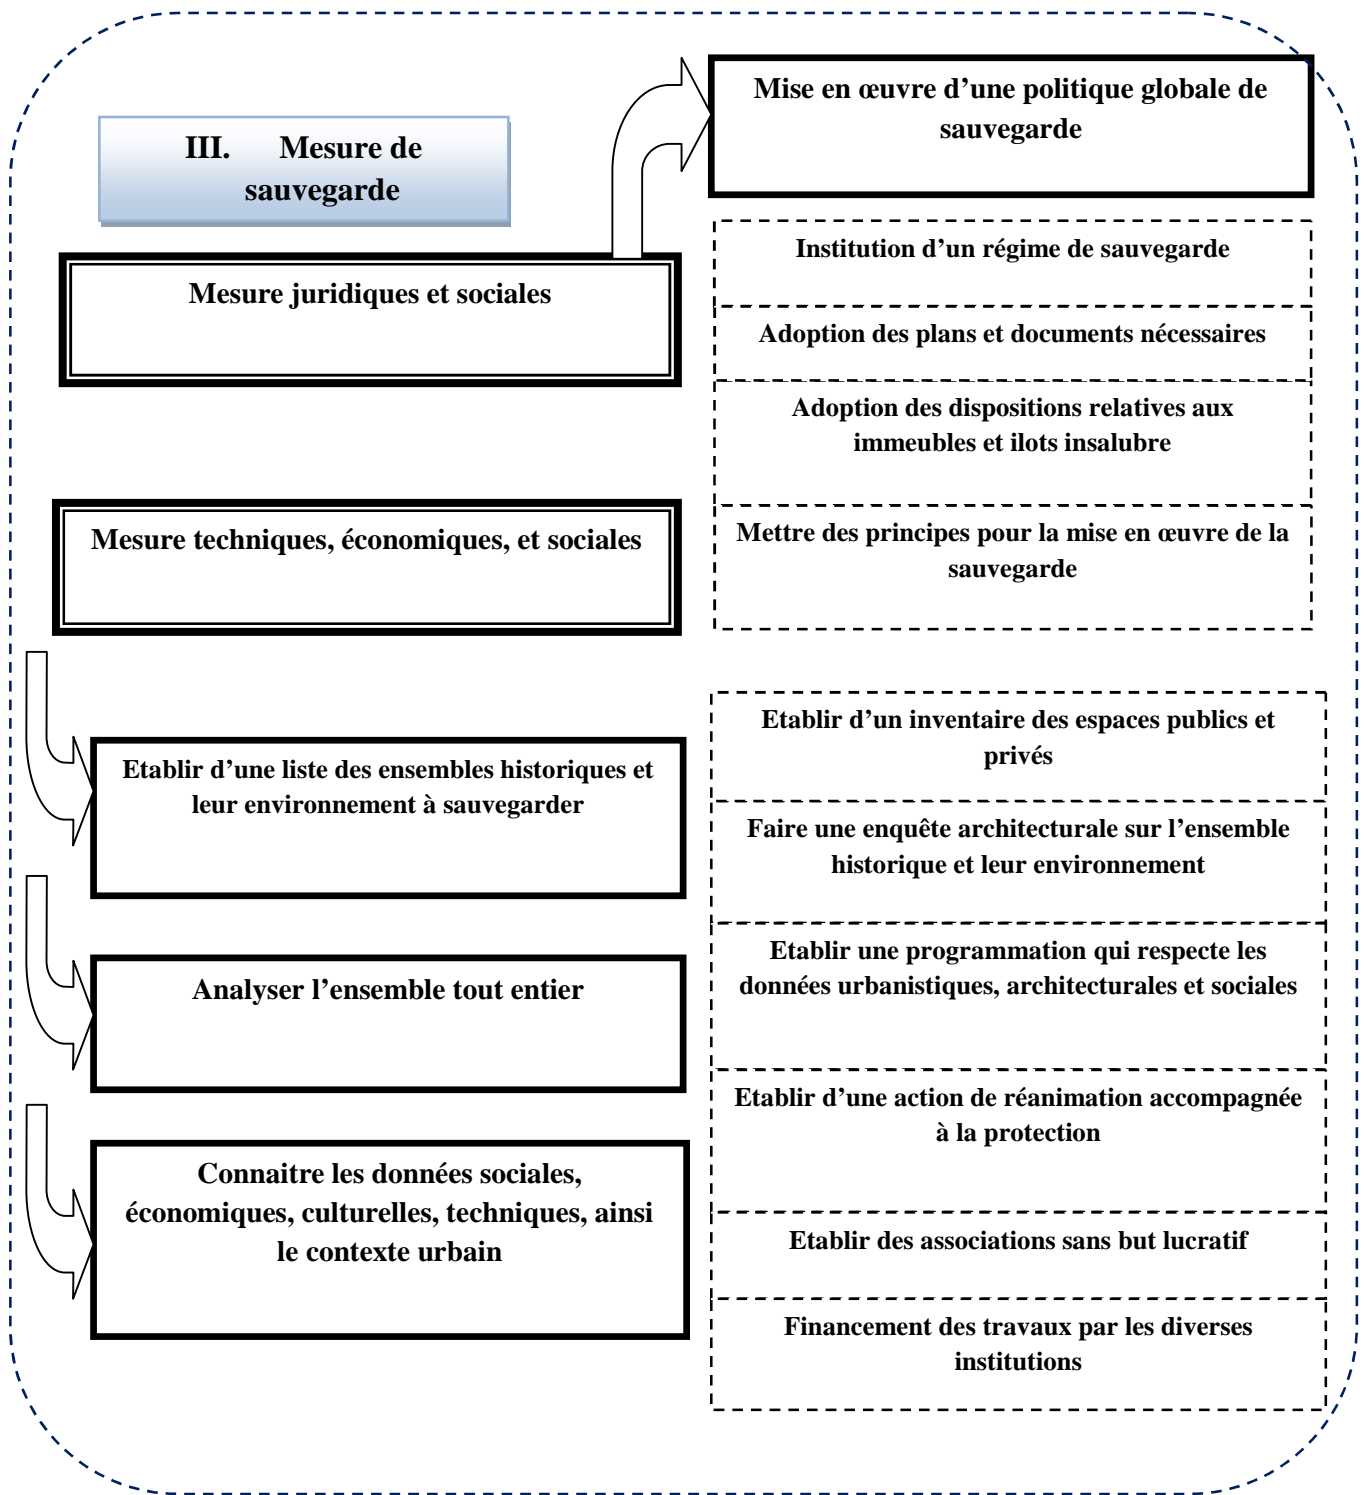 III. Mesure de
sauvegarde
Mise en œuvre d’une politique globale de
sauvegarde
Mesure juridiques et sociales
Institution d’un régime de sauvegarde
Adoption des plans et documents nécessaires
Adoption des dispositions relatives aux
immeubles et ilots insalubre
Mettre des principes pour la mise en œuvre de la
sauvegarde
Mesure techniques, économiques, et sociales
Etablir d’une liste des ensembles historiques et
leur environnement à sauvegarder
Analyser l’ensemble tout entier
Connaitre les données sociales,
économiques, culturelles, techniques, ainsi
le contexte urbain
Etablir d’un inventaire des espaces publics et
privés
Faire une enquête architecturale sur l’ensemble
historique et leur environnement
Etablir une programmation qui respecte les
données urbanistiques, architecturales et sociales
Etablir d’une action de réanimation accompagnée
à la protection
Etablir des associations sans but lucratif
Financement des travaux par les diverses
institutions